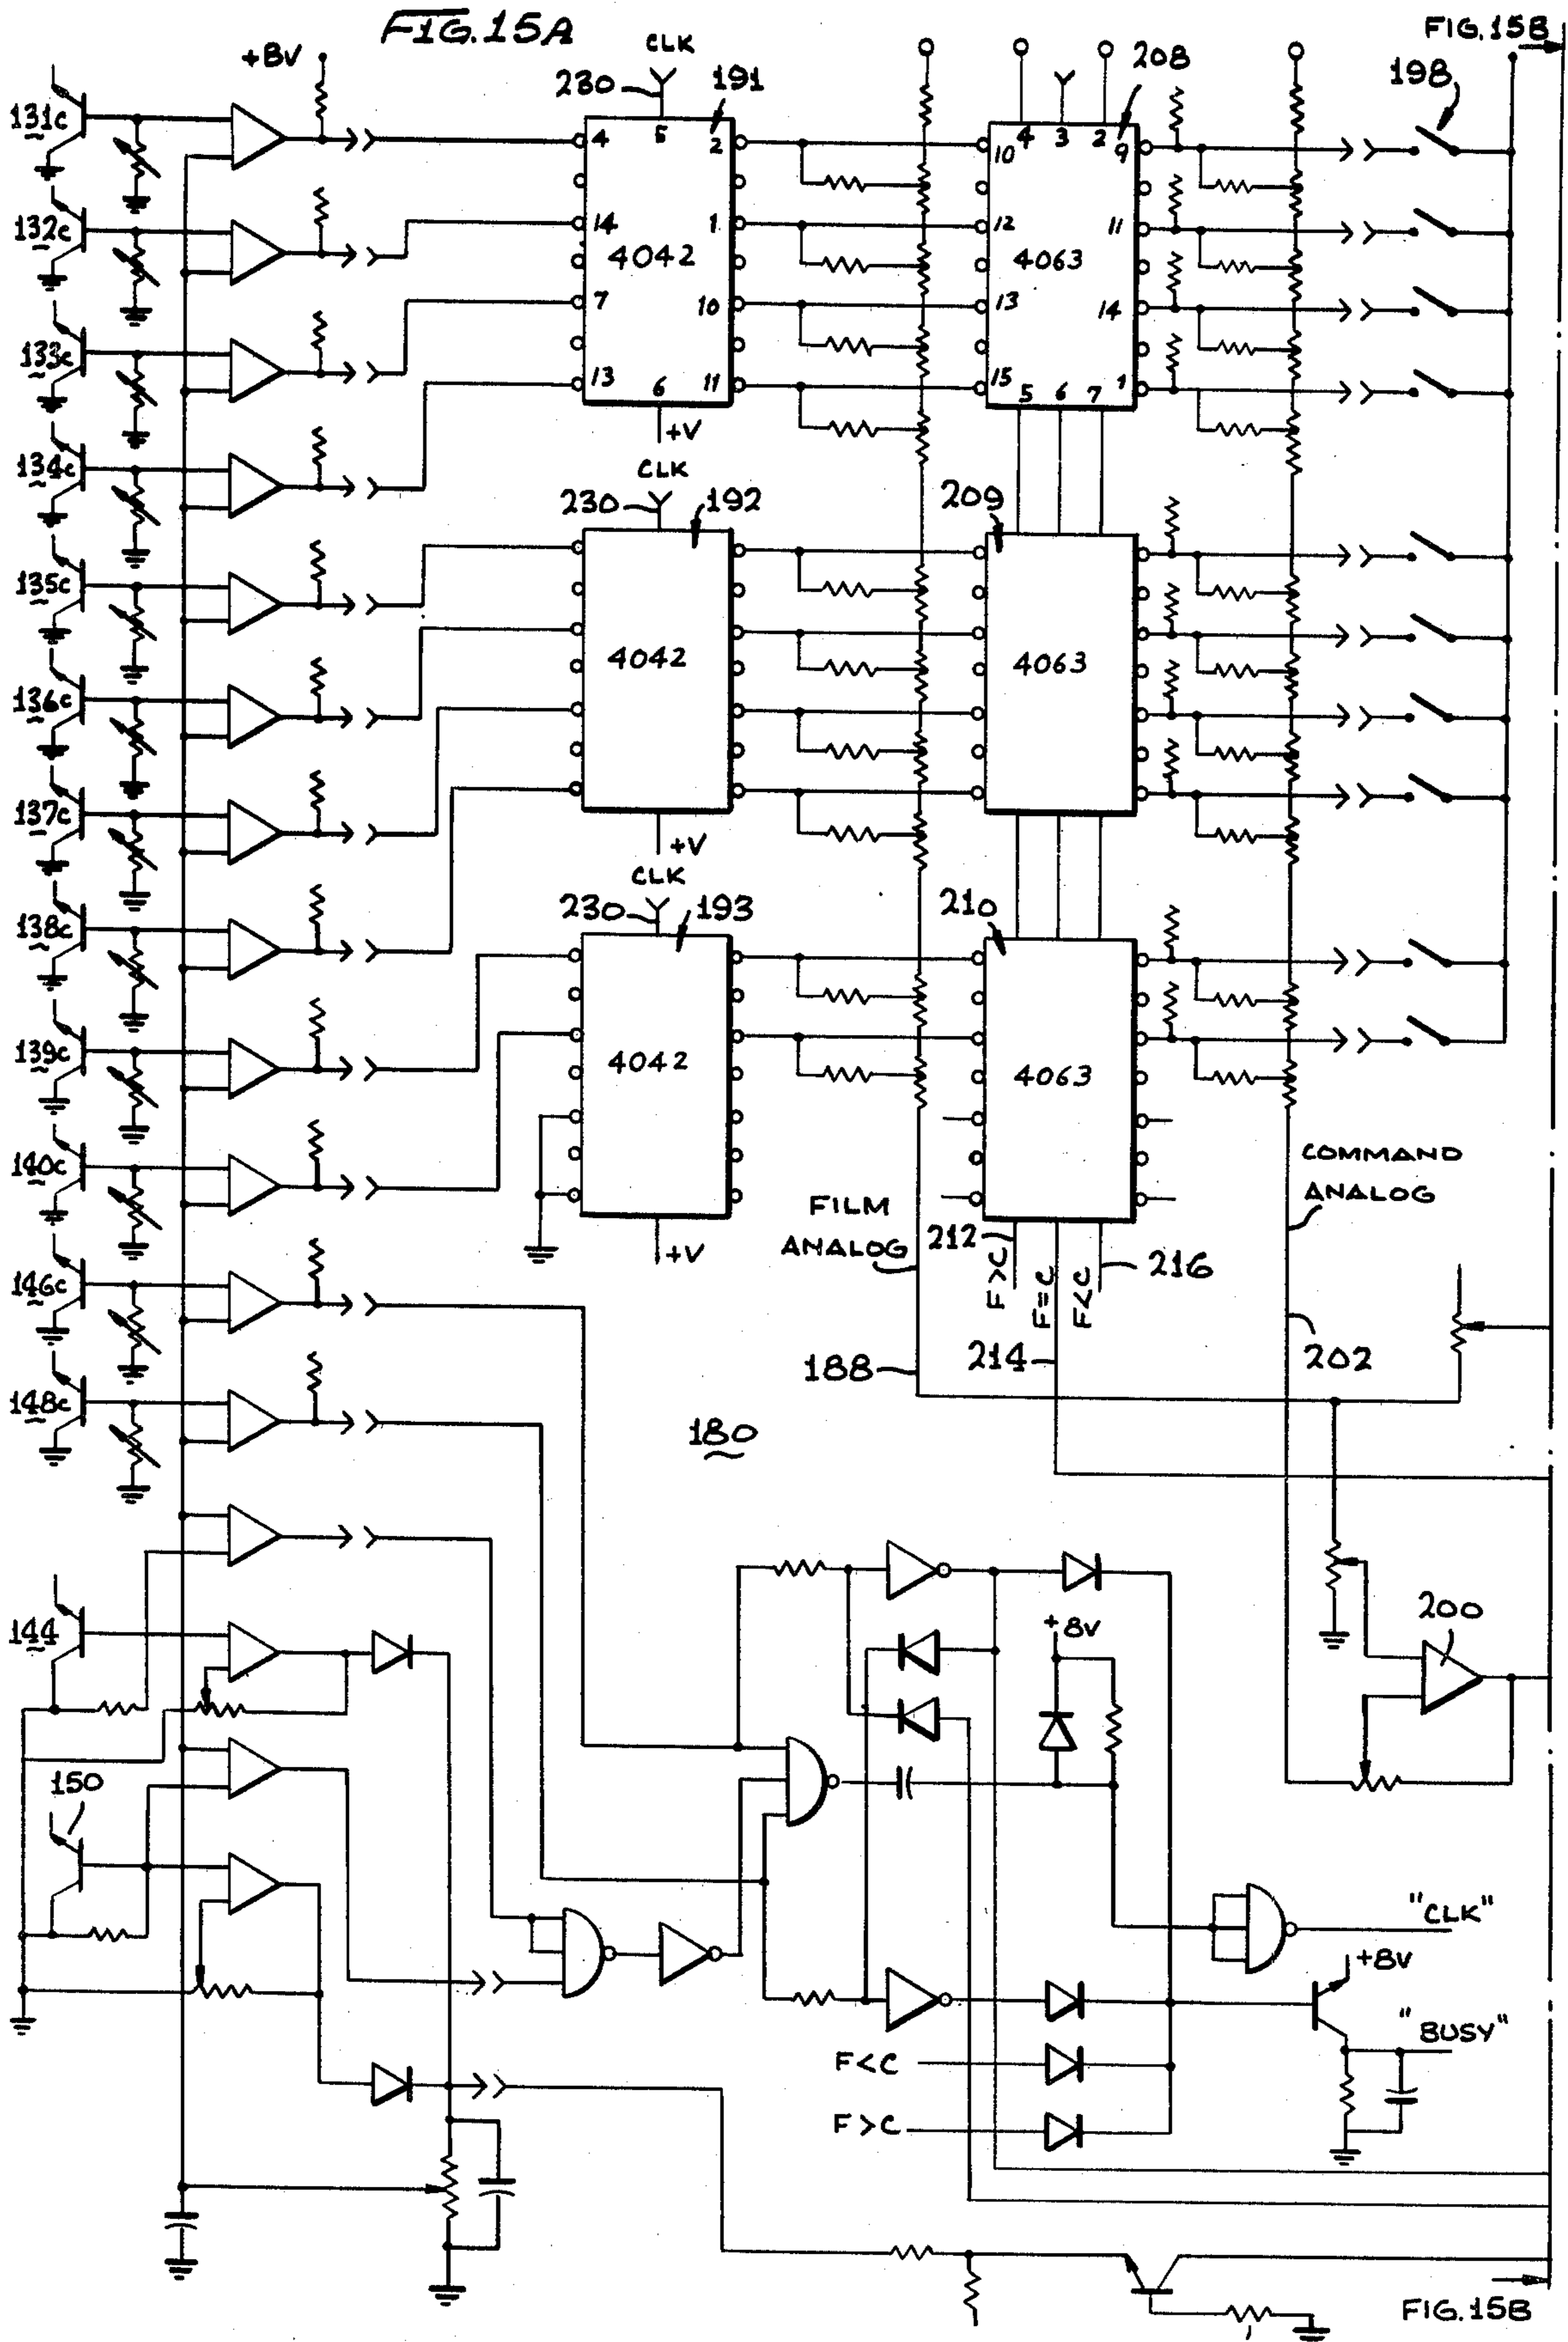 FIG. 15A
FIG. 15B
+8V
CLK
230
191
208
198
131c
4
5
2
10
4
3
2
9
132c
14
4042
1
12
4063
11
7
10
13
14
133c
13
6
11
15
5
6
7
1
+V
134c
CLK
230
192
209
135c
136c
4042
4063
137c
+V
CLK
138c
230
193
210
139c
4042
4063
140c
COMMAND
ANALOG
FILM
ANALOG
212
F>C
F=C
F<C
216
+V
146c
188
214
202
148c
180
144
+8V
200
150
"CLK"
+8V
"BUSY"
F<C
F>C
FIG. 15B